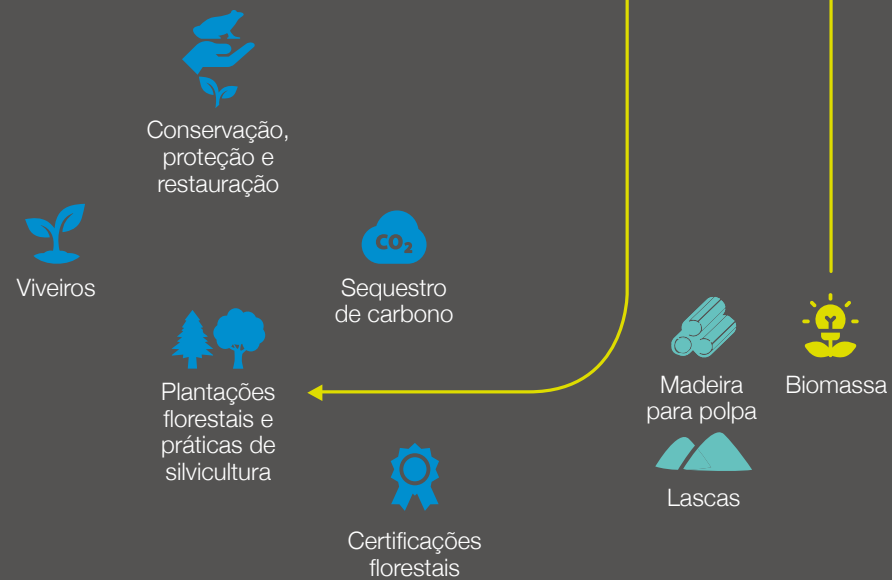 Conservação,
proteção e
restauração
Viveiros
CO₂
Sequestro
de carbono
Plantações
florestais e
práticas de
silvicultura
Madeira
para polpa
Biomassa
Lascas
Certificações
florestais